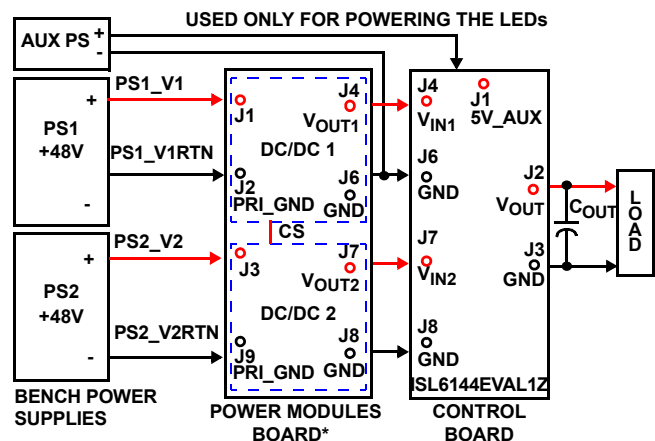 USED ONLY FOR POWERING THE LEDs
AUX PS
+
-
PS1
+48V
+
-
PS1_V1
PS1_V1RTN
PS2
+48V
+
-
PS2_V2
PS2_V2RTN
BENCH POWER
SUPPLIES
J1
J4
VOUT1
DC/DC 1
J2
PRI_GND
J6
GND
CS
J3
J7
VOUT2
DC/DC 2
J9
PRI_GND
J8
GND
POWER MODULES
BOARD*
J4
VIN1
J1
5V_AUX
J6
GND
J2
VOUT
J7
VIN2
J3
GND
J8
GND
ISL6144EVAL1Z
CONTROL
BOARD
COUT
LOAD